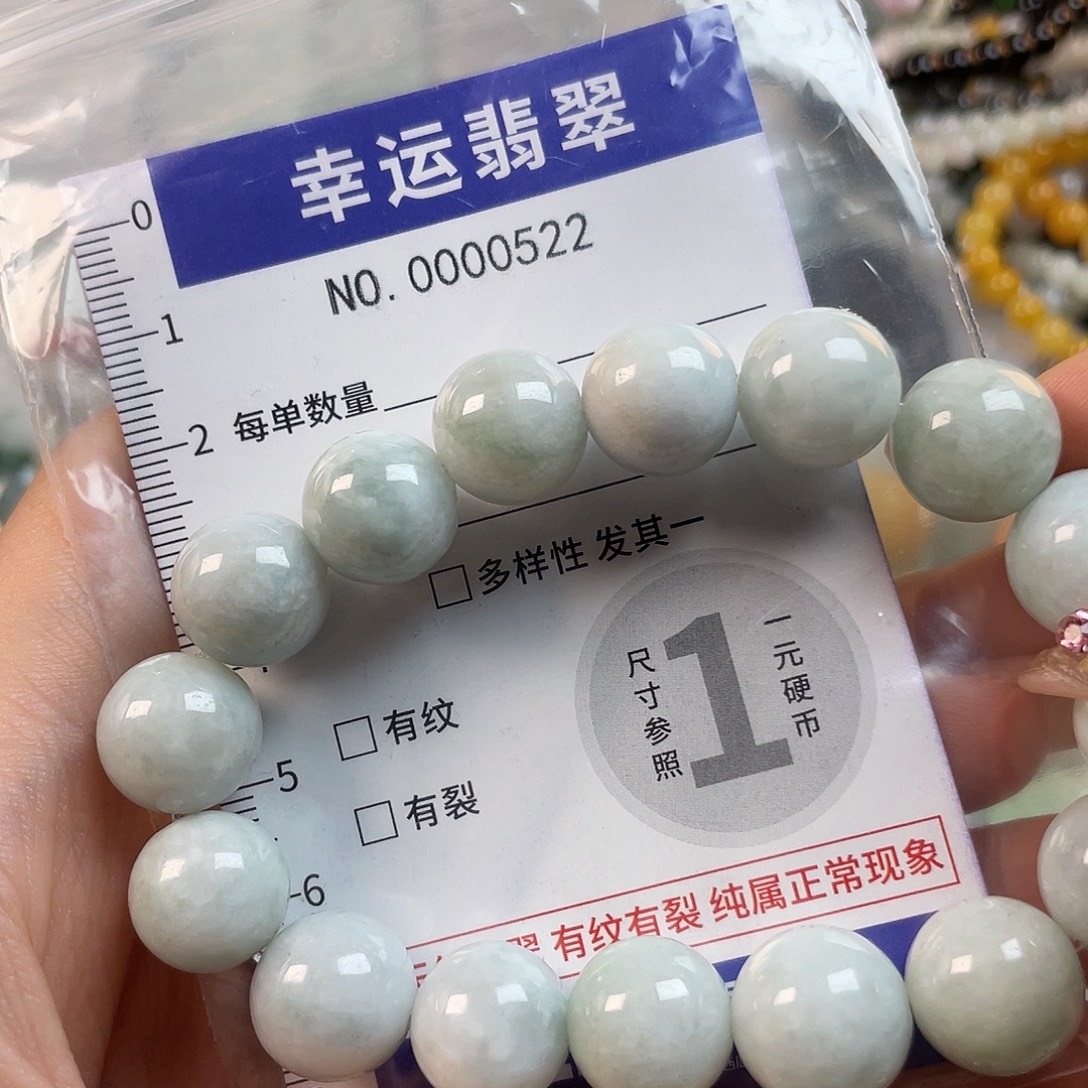 幸运翡翠
NO.0000522
0
1
2
每单数量
多样性 发其一
尺寸参照
1
一元硬币
有纹
5
有裂
6
翡翠 有纹有裂 纯属正常现象